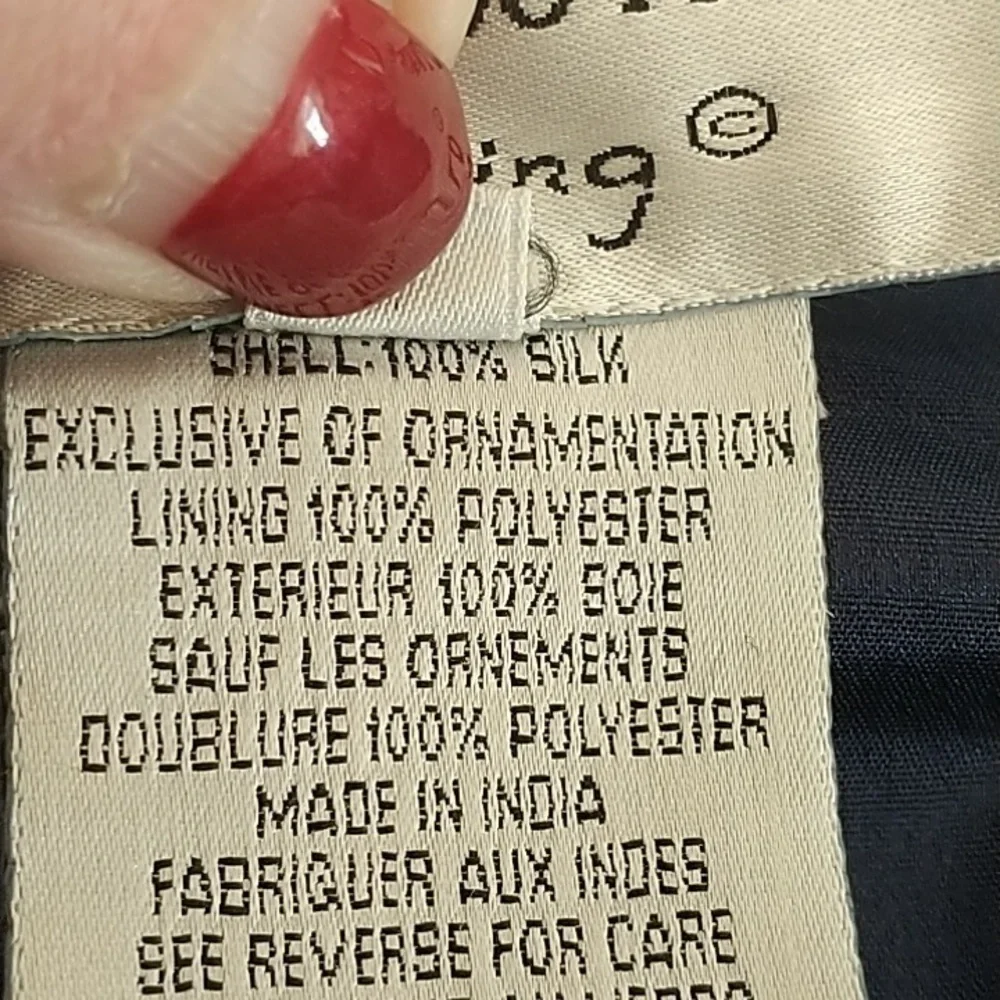 ©
SHELL:100% SILK
EXCLUSIVE OF ORNAMENTATION
LINING 100% POLYESTER
EXTERIEUR 100% SOIE
SAUF LES ORNEMENTS
DOUBLURE 100% POLYESTER
MADE IN INDIA
FABRIQUER AUX INDES
SEE REVERSE FOR CARE